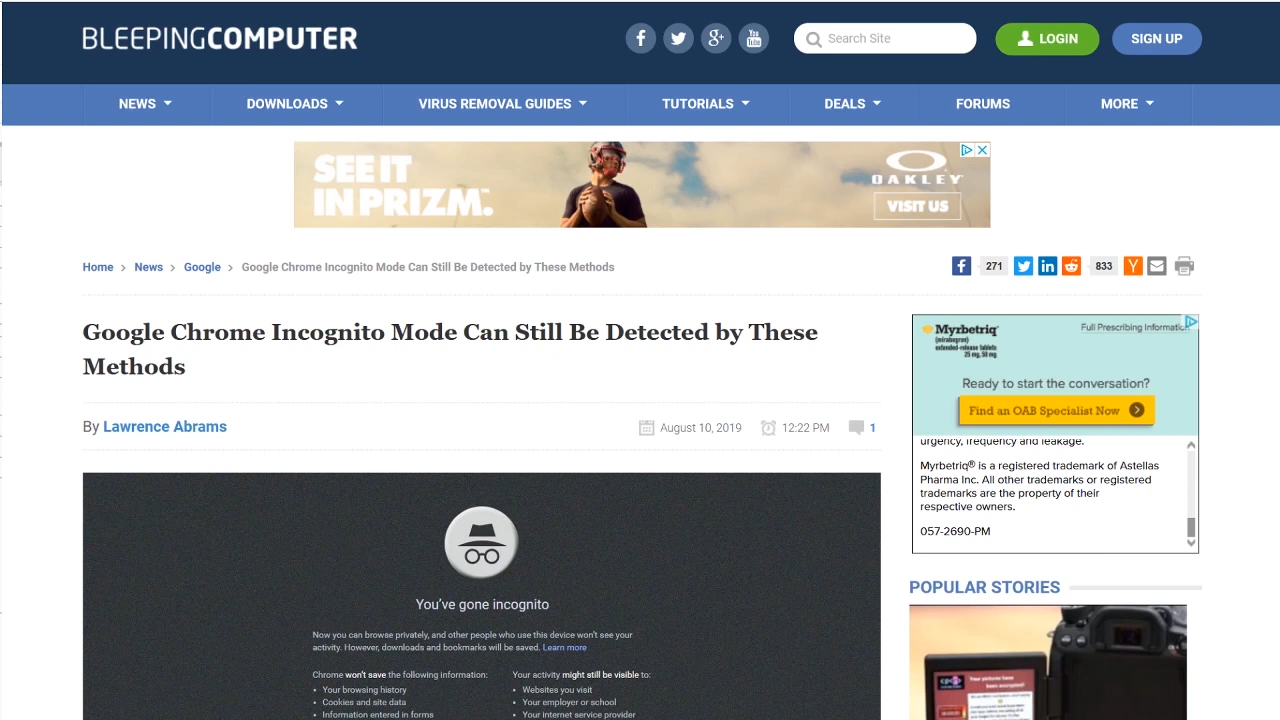 BLEEPINGCOMPUTER
f
g+
You Tube
Search Site
LOGIN
SIGN UP
NEWS
DOWNLOADS
VIRUS REMOVAL GUIDES
TUTORIALS
DEALS
FORUMS
MORE
SEE IT
IN PRIZM.™
OAKLEY
VISIT US
Home > News > Google > Google Chrome Incognito Mode Can Still Be Detected by These Methods
271
833
Google Chrome Incognito Mode Can Still Be Detected by These
Methods
By Lawrence Abrams
August 10, 2019
12:22 PM
1
You've gone incognito
Now you can browse privately, and other people who use this device won't see your
activity. However, downloads and bookmarks will be saved. Learn more
Chrome won't save the following information:
• Your browsing history
• Cookies and site data
• Information entered in forms
Your activity might still be visible to:
• Websites you visit
• Your employer or school
• Your internet service provider
Myrbetriq®
(mirabegron)
extended-release tablets
25 mg, 50 mg
Full Prescribing Informatio
Ready to start the conversation?
Find an OAB Specialist Now
urgency, frequency and leakage.
Myrbetriq® is a registered trademark of Astellas
Pharma Inc. All other trademarks or registered
trademarks are the property of their
respective owners.
057-2690-PM
POPULAR STORIES
Your pictures have
been encrypted!